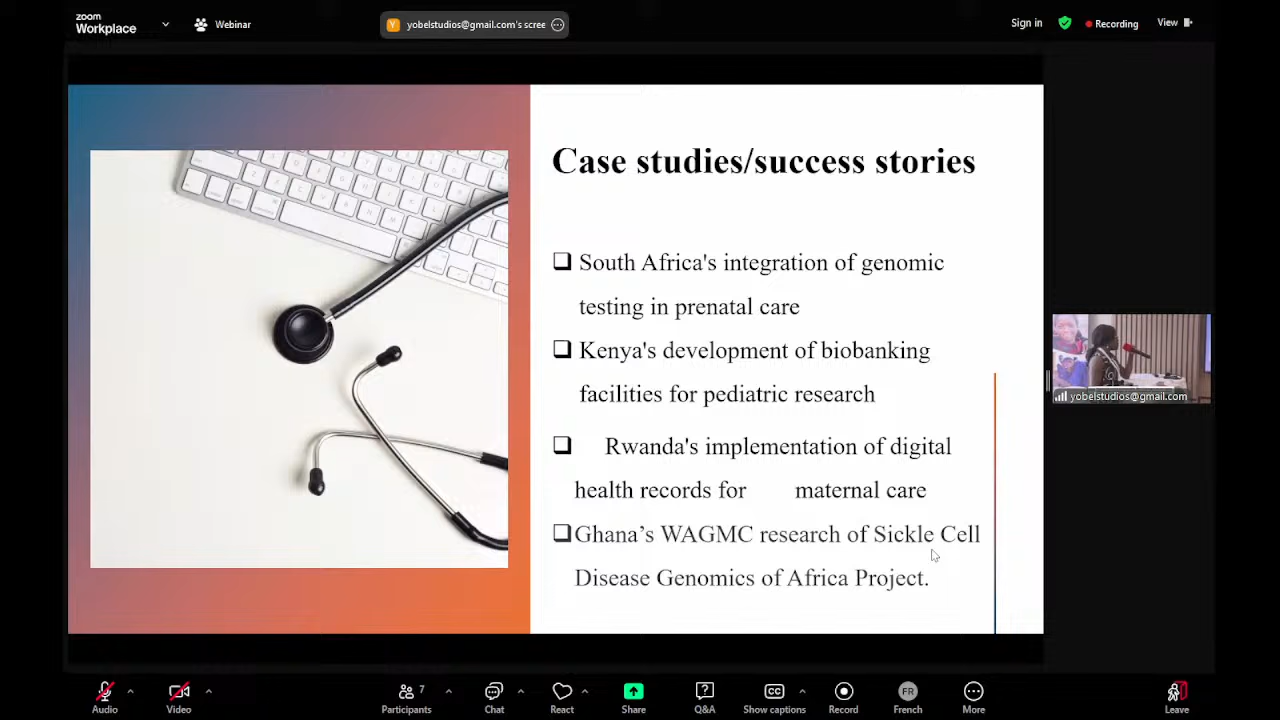 zoom
Workplace
Webinar
Y yobelstudios@gmail.com's scree
Sign in
Recording
View
Case studies/success stories
South Africa's integration of genomic
testing in prenatal care
Kenya's development of biobanking
facilities for pediatric research
Rwanda's implementation of digital
health records for maternal care
Ghana’s WAGMC research of Sickle Cell
Disease Genomics of Africa Project.
yobelstudios@gmail.com
Audio
Video
7
Participants
Chat
React
Share
Q&A
CC
Show captions
Record
FR
French
More
Leave